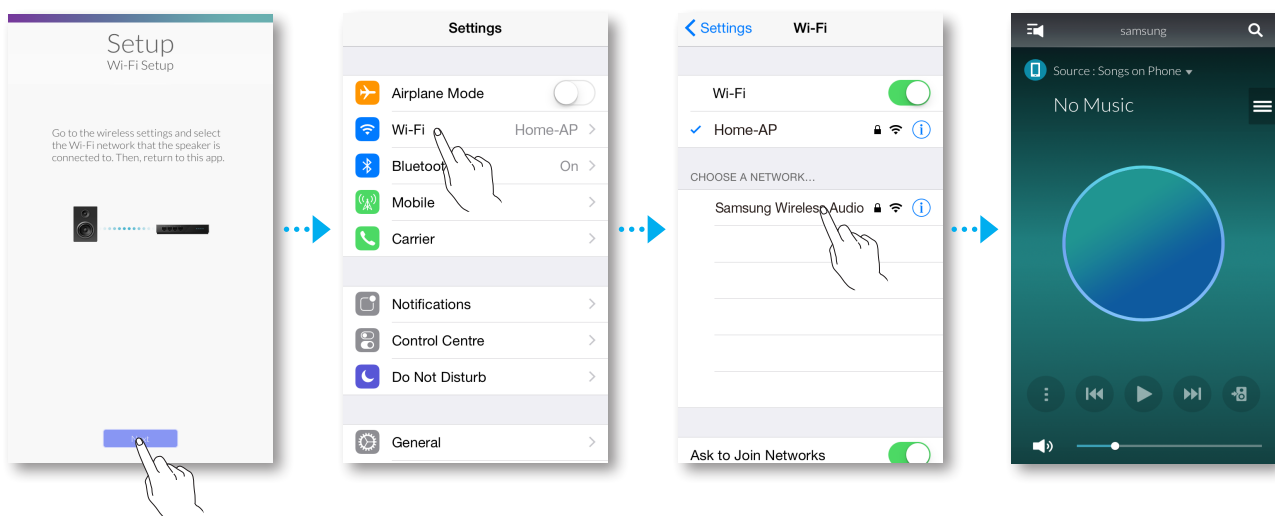 Setup
Wi-Fi Setup
Go to the wireless settings and select
the Wi-Fi network that the speaker is
connected to. Then, return to this app.
Settings
Airplane Mode
Wi-Fi Home-AP
On
Mobile
Carrier
Notifications
Control Centre
Do Not Disturb
General
Settings Wi-Fi
Wi-Fi
Home-AP
CHOOSE A NETWORK...
Samsung Wireless Audio
Ask to Join Networks
samsung
Source : Songs on Phone
No Music